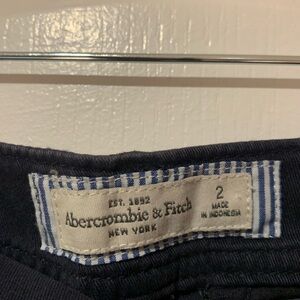 EST. 1892
Abercrombie & Fitch
NEW YORK
2
MADE
IN INDONESIA